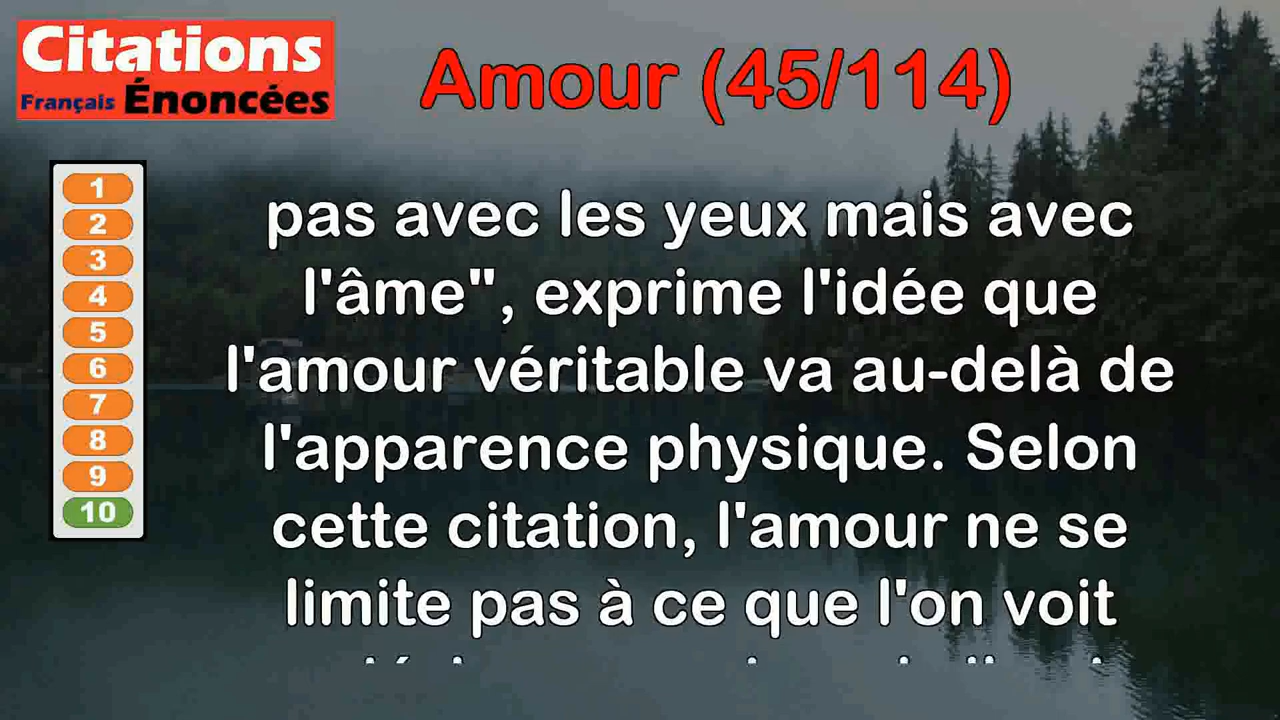 Citations
Français Énoncées
Amour (45/114)
1
2
3
4
5
6
7
8
9
10
pas avec les yeux mais avec
l'âme", exprime l'idée que
l'amour véritable va au-delà de
l'apparence physique. Selon
cette citation, l'amour ne se
limite pas à ce que l'on voit